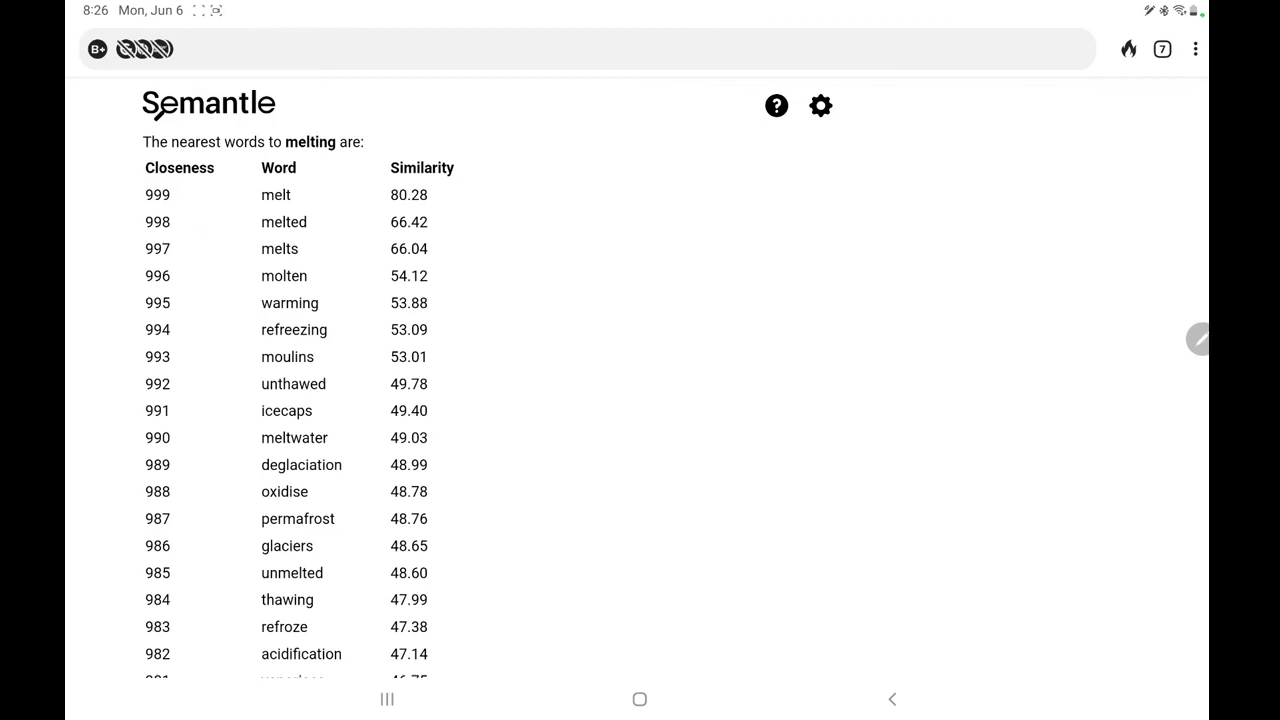 8:26 Mon, Jun 6
B+
7
Semantle
The nearest words to melting are:
Closeness Word Similarity
999 melt 80.28
998 melted 66.42
997 melts 66.04
996 molten 54.12
995 warming 53.88
994 refreezing 53.09
993 moulins 53.01
992 unthawed 49.78
991 icecaps 49.40
990 meltwater 49.03
989 deglaciation 48.99
988 oxidise 48.78
987 permafrost 48.76
986 glaciers 48.65
985 unmelted 48.60
984 thawing 47.99
983 refroze 47.38
982 acidification 47.14